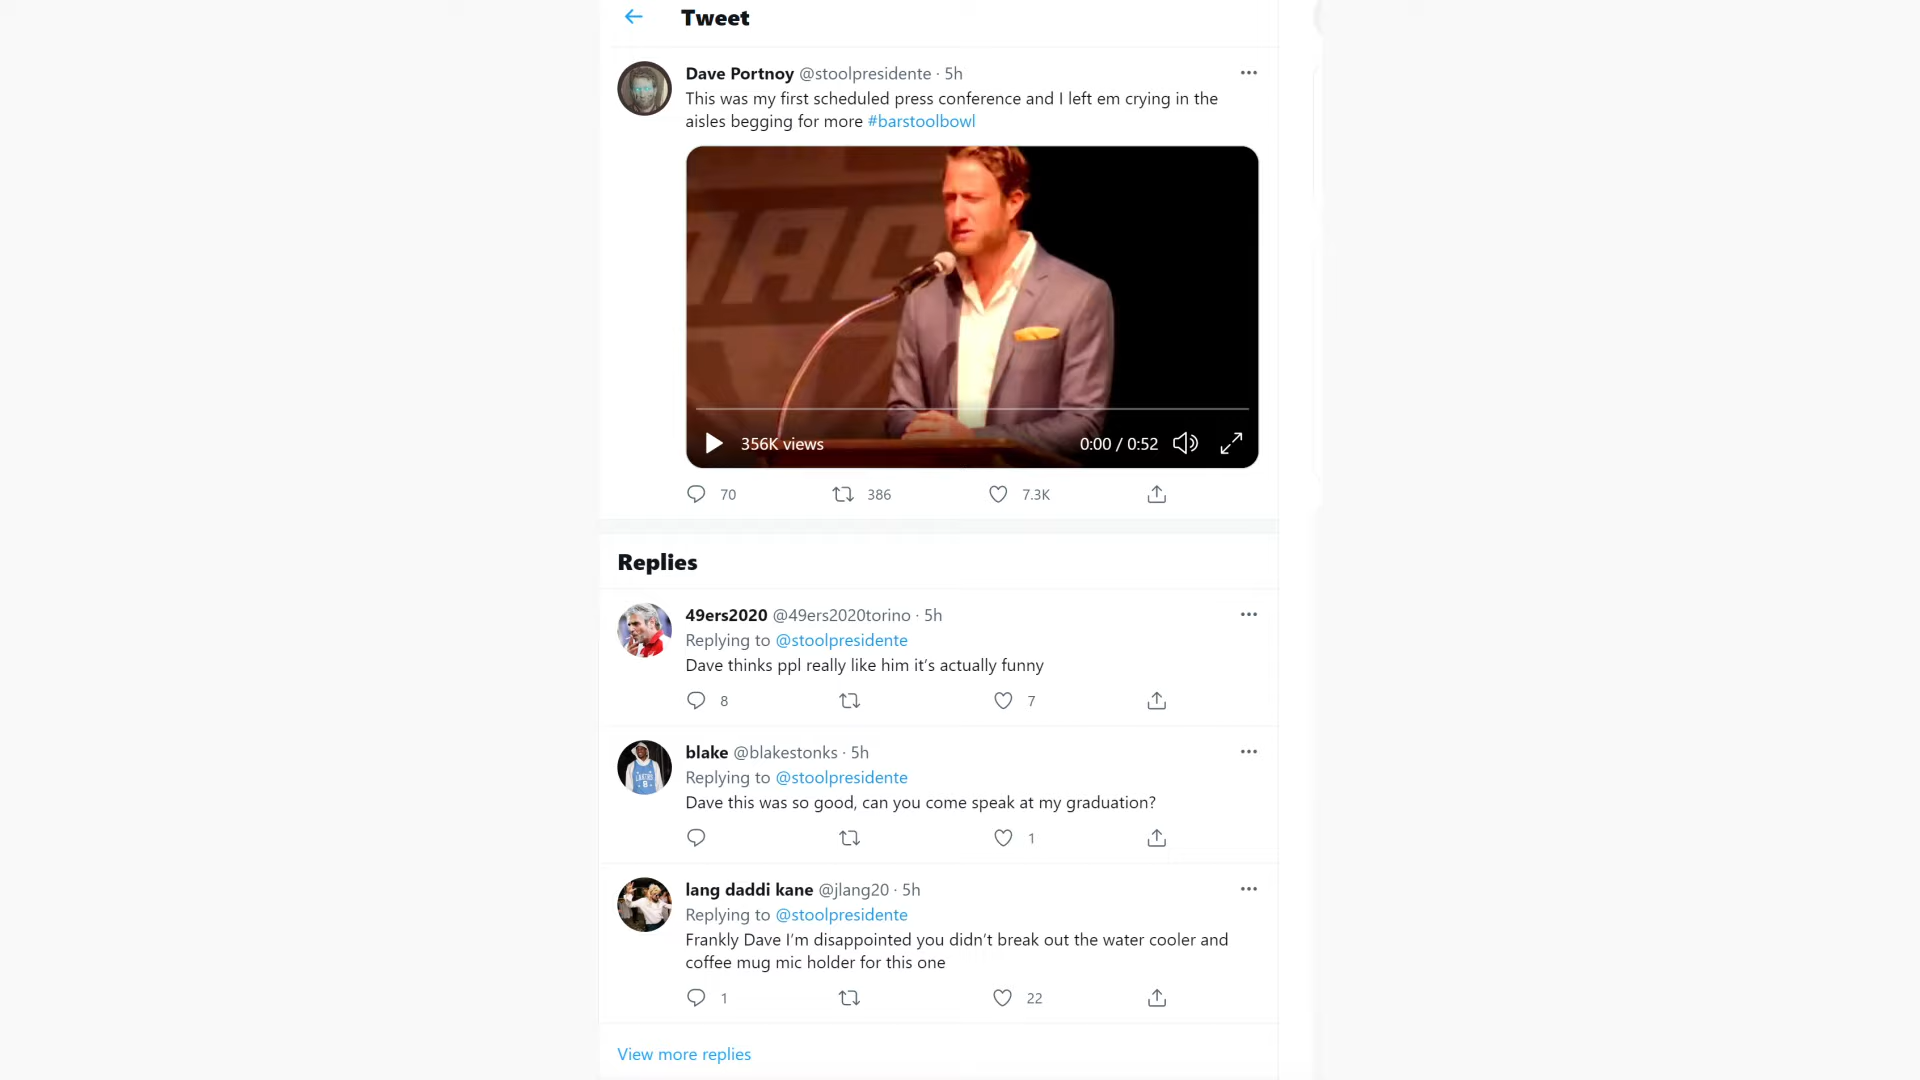 Tweet
Dave Portnoy @stoolpresidente · 5h
This was my first scheduled press conference and I left em crying in the
aisles begging for more #barstoolbowl
356K views
0:00 / 0:52
70
386
7.3K
Replies
49ers2020 @49ers2020torino · 5h
Replying to @stoolpresidente
Dave thinks ppl really like him it’s actually funny
8
7
blake @blakestonks · 5h
Replying to @stoolpresidente
Dave this was so good, can you come speak at my graduation?
1
lang daddi kane @jlang20 · 5h
Replying to @stoolpresidente
Frankly Dave I’m disappointed you didn’t break out the water cooler and
coffee mug mic holder for this one
1
22
View more replies